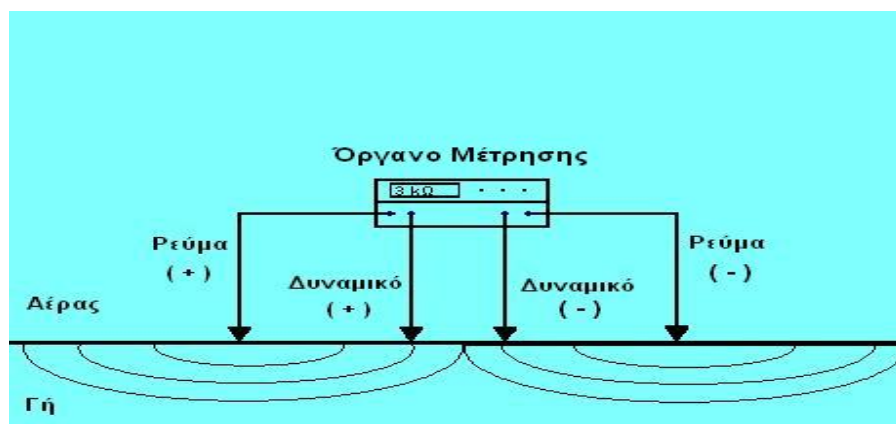 Όργανο Μέτρησης
3 kΩ
Ρεύμα
( + )
Δυναμικό
( + )
Δυναμικό
( - )
Ρεύμα
( - )
Αέρας
Γή